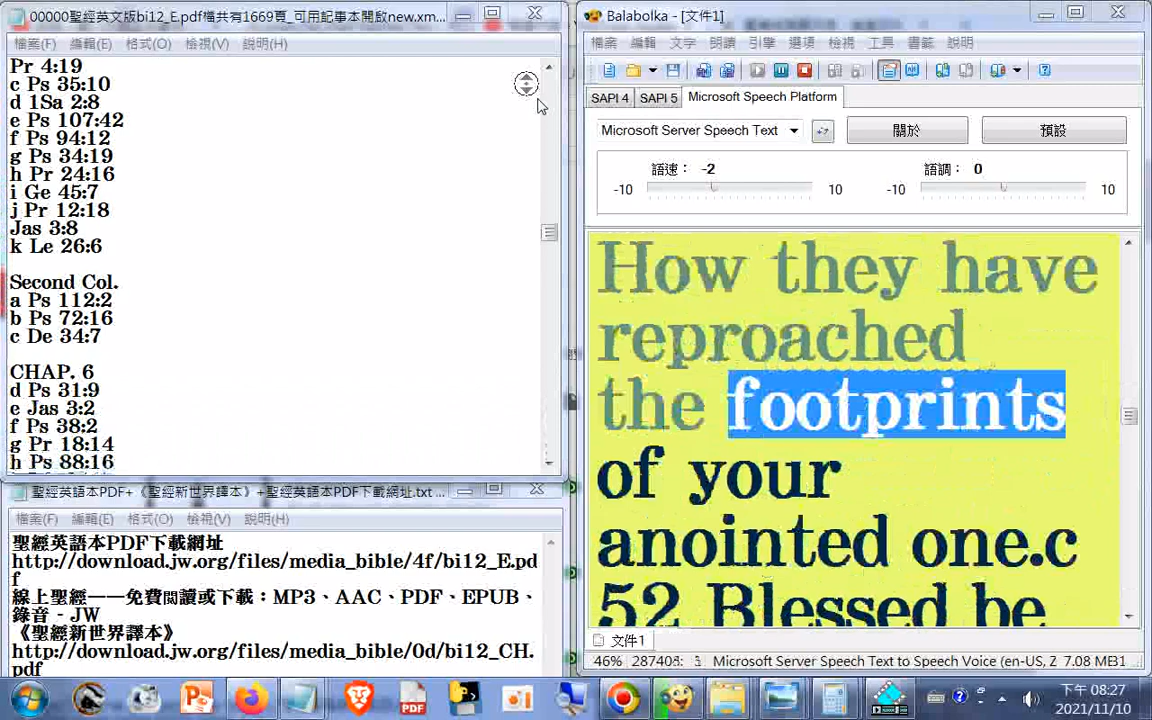 00000聖經英文版bi12_E.pdf檔共有1669頁_可用記事本開啟new.xm...
檔案(F) 編輯(E) 格式(O) 檢視(V) 說明(H)
Pr 4:19
c Ps 35:10
d 1Sa 2:8
e Ps 107:42
f Ps 94:12
g Ps 34:19
h Pr 24:16
i Ge 45:7
j Pr 12:18
Jas 3:8
k Le 26:6
Second Col.
a Ps 112:2
b Ps 72:16
c De 34:7
CHAP. 6
d Ps 31:9
e Jas 3:2
f Ps 38:2
g Pr 18:14
h Ps 88:16
聖經英語本PDF+《聖經新世界譯本》+聖經英語本PDF下載網址.txt ...
檔案(F) 編輯(E) 格式(O) 檢視(V) 說明(H)
聖經英語本PDF下載網址
http://download.jw.org/files/media_bible/4f/bi12_E.pd
f
線上聖經——免費閱讀或下載：MP3、AAC、PDF、EPUB、
錄音 - JW
《聖經新世界譯本》
http://download.jw.org/files/media_bible/0d/bi12_CH.
pdf
Balabolka - [文件1]
檔案 編輯 文字 朗讀 引擎 選項 檢視 工具 書籤 說明
SAPI 4 SAPI 5 Microsoft Speech Platform
Microsoft Server Speech Text 關於 預設
語速： -2 語調： 0
-10 10 -10 10
How they have
reproached
the footprints
of your
anointed one.c
52 Blessed be
文件1
46% Microsoft Server Speech Text to Speech Voice (en-US, Z 7.08 MB
下午 08:27
2021/11/10